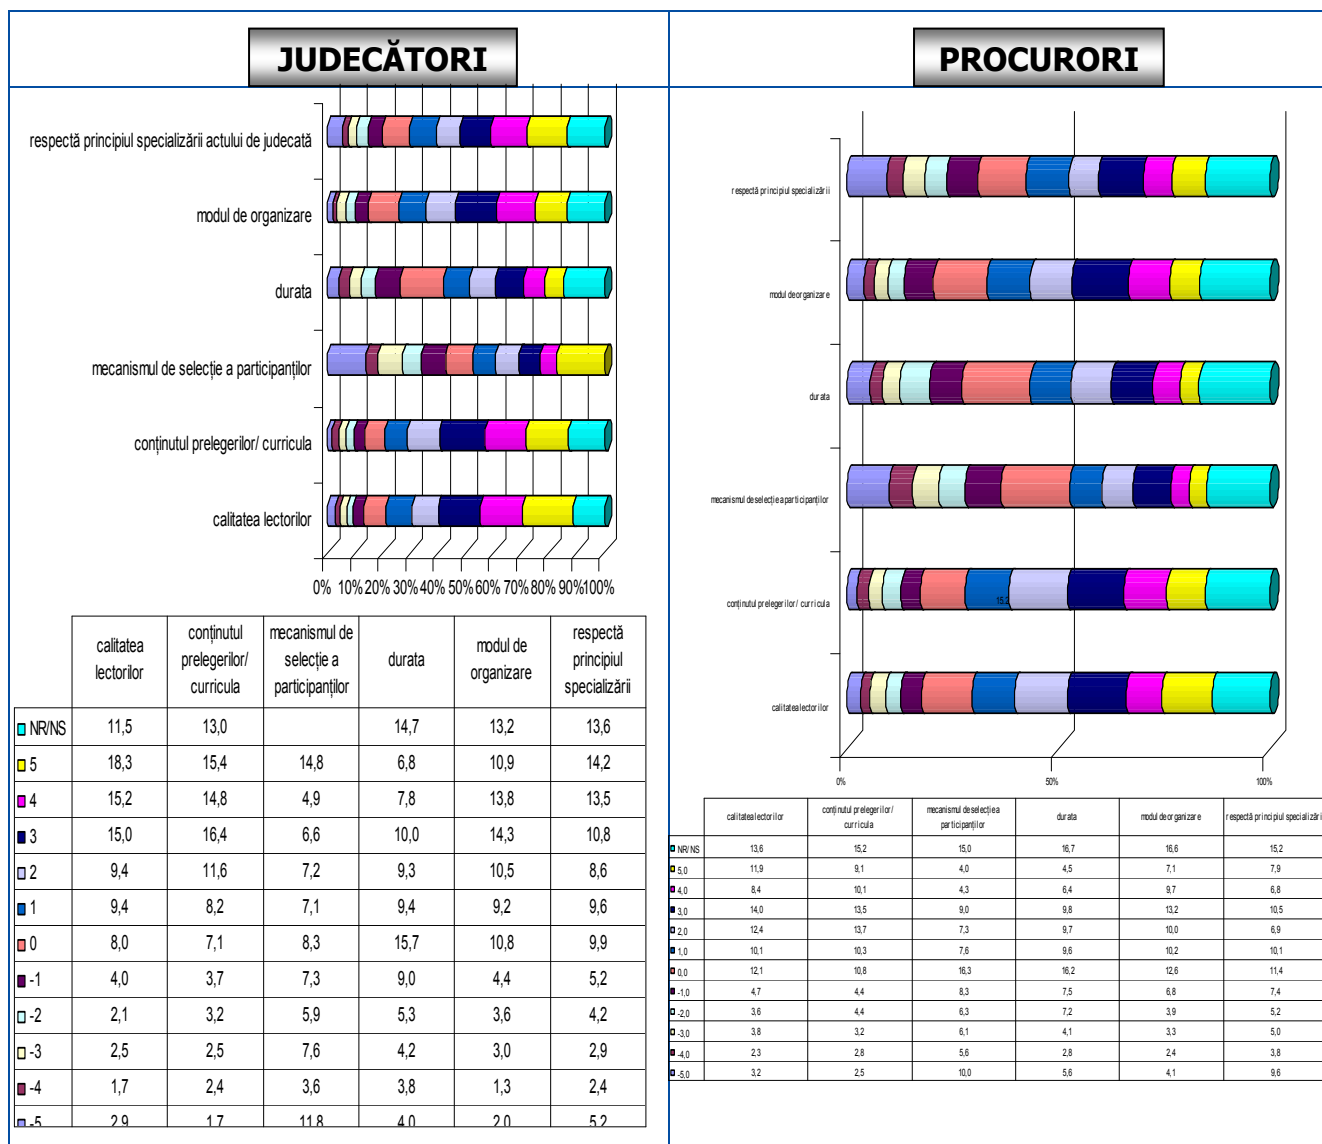 JUDECĂTORI
respectă principiul specializării actului de judecată
modul de organizare
durata
mecanismul de selecție a participanților
conținutul prelegerilor/ curricula
calitatea lectorilor
0% 10% 20% 30% 40% 50% 60% 70% 80% 90% 100%
calitatea lectorilor conținutul prelegerilor/ curricula mecanismul de selecție a participanților durata modul de organizare respectă principiul specializării
NR/NS 11,5 13,0 14,7 13,2 13,6
5 18,3 15,4 14,8 6,8 10,9 14,2
4 15,2 14,8 4,9 7,8 13,8 13,5
3 15,0 16,4 6,6 10,0 14,3 10,8
2 9,4 11,6 7,2 9,3 10,5 8,6
1 9,4 8,2 7,1 9,4 9,2 9,6
0 8,0 7,1 8,3 15,7 10,8 9,9
-1 4,0 3,7 7,3 9,0 4,4 5,2
-2 2,1 3,2 5,9 5,3 3,6 4,2
-3 2,5 2,5 7,6 4,2 3,0 2,9
-4 1,7 2,4 3,6 3,8 1,3 2,4
-5 2,9 1,7 11,8 4,0 2,0 5,2
PROCURORI
respectă principiul specializării
modul de organizare
durata
mecanismul de selecție a participanților
conținutul prelegerilor/ curricula
15,2
calitatea lectorilor
0% 50% 100%
calitatea lectorilor conținutul prelegerilor/ curricula mecanismul de selecție a participanților durata modul de organizare respectă principiul specializării
NR/NS 13,6 15,2 15,0 16,7 16,6 15,2
5,0 11,9 9,1 4,0 4,5 7,1 7,9
4,0 8,4 10,1 4,3 6,4 9,7 6,8
3,0 14,0 13,5 9,0 9,8 13,2 10,5
2,0 12,4 13,7 7,3 9,7 10,0 6,9
1,0 10,1 10,3 7,6 9,6 10,2 10,1
0,0 12,1 10,8 16,3 16,2 12,6 11,4
-1,0 4,7 4,4 8,3 7,5 6,8 7,4
-2,0 3,6 4,4 6,3 7,2 3,9 5,2
-3,0 3,8 3,2 6,1 4,1 3,3 5,0
-4,0 2,3 2,8 5,6 2,8 2,4 3,8
-5,0 3,2 2,5 10,0 5,6 4,1 9,6